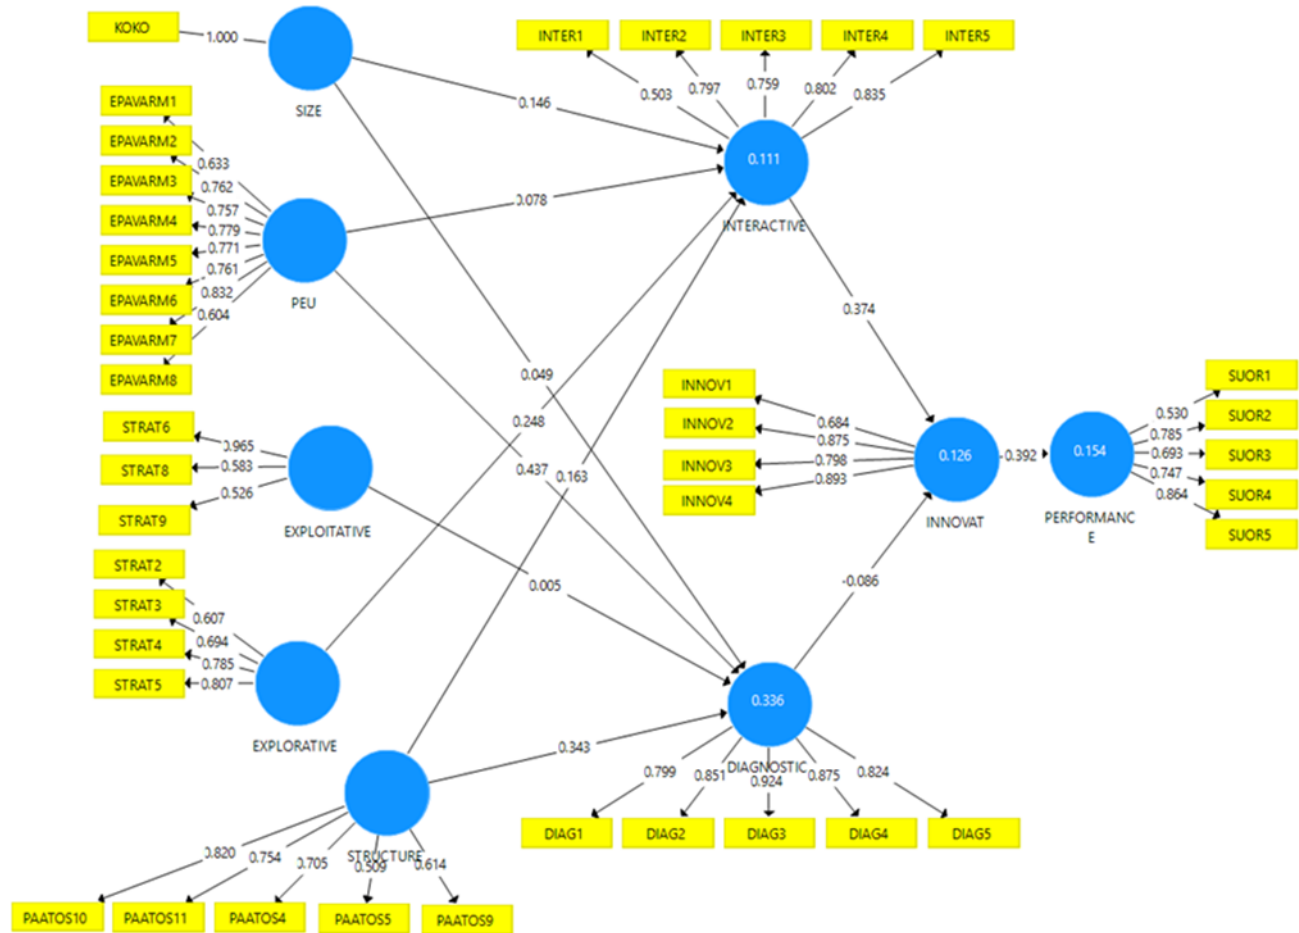 KOKO
1.000
SIZE
INTER1
INTER2
INTER3
INTER4
INTER5
0.503
0.797
0.759
0.802
0.835
EPAVARM1
EPAVARM2
EPAVARM3
EPAVARM4
EPAVARM5
EPAVARM6
EPAVARM7
EPAVARM8
0.633
0.762
0.757
0.779
0.771
0.761
0.832
0.604
PEU
0.146
0.078
0.111
INTERACTIVE
0.374
0.049
0.248
0.437
0.163
STRAT6
STRAT8
STRAT9
0.965
0.583
0.526
EXPLOITATIVE
0.005
INNOV1
INNOV2
INNOV3
INNOV4
0.684
0.875
0.798
0.893
0.126
INNOVAT
0.392
0.154
PERFORMANC
E
0.530
0.785
0.693
0.747
0.864
SUOR1
SUOR2
SUOR3
SUOR4
SUOR5
STRAT2
STRAT3
STRAT4
STRAT5
0.607
0.694
0.785
0.807
EXPLORATIVE
-0.086
0.343
0.336
DIAGNOSTIC
0.799
0.851
0.924
0.875
0.824
DIAG1
DIAG2
DIAG3
DIAG4
DIAG5
STRUCTURE
0.820
0.754
0.705
0.509
0.614
PAATOS10
PAATOS11
PAATOS4
PAATOS5
PAATOS9